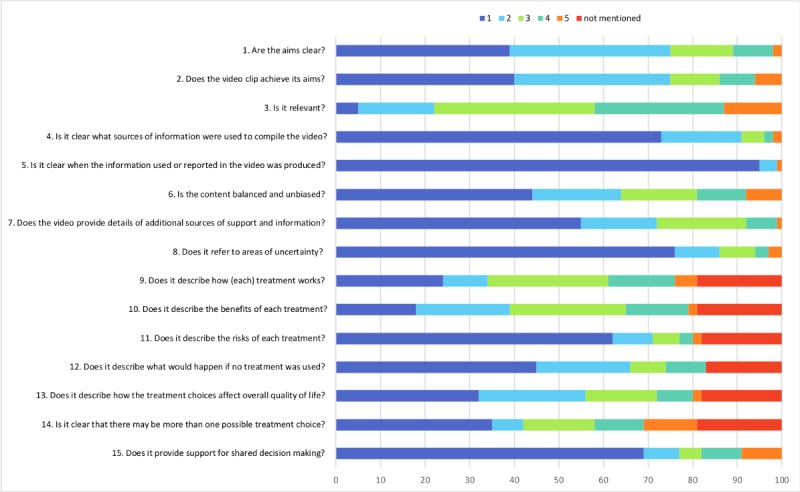 1 2 3 4 5 not mentioned
1. Are the aims clear?
2. Does the video clip achieve its aims?
3. Is it relevant?
4. Is it clear what sources of information were used to compile the video?
5. Is it clear when the information used or reported in the video was produced?
6. Is the content balanced and unbiased?
7. Does the video provide details of additional sources of support and information?
8. Does it refer to areas of uncertainty?
9. Does it describe how (each) treatment works?
10. Does it describe the benefits of each treatment?
11. Does it describe the risks of each treatment?
12. Does it describe what would happen if no treatment was used?
13. Does it describe how the treatment choices affect overall quality of life?
14. Is it clear that there may be more than one possible treatment choice?
15. Does it provide support for shared decision making?
0 10 20 30 40 50 60 70 80 90 100